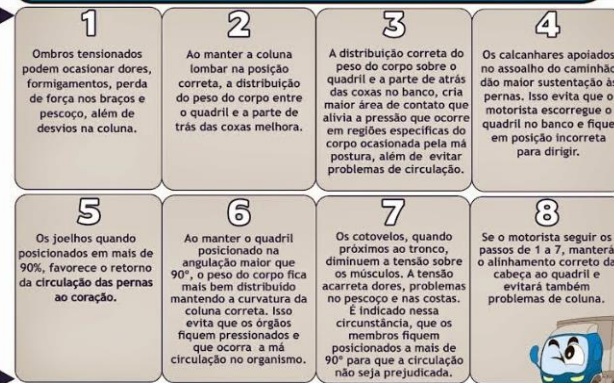 1
Ombros tensionados
podem ocasionar dores,
formigamentos, perda
de força nos braços e
pescoço, além de
desvios na coluna.
2
Ao manter a coluna
lombar na posição
correta, a distribuição
do peso do corpo entre
o quadril e a parte de
trás das coxas melhora.
3
A distribuição correta do
peso do corpo sobre o
quadril e a parte de atrás
das coxas no banco, cria
maior área de contato que
alivia a pressão que ocorre
em regiões específicas do
corpo ocasionada pela má
postura, além de evitar
problemas de circulação.
4
Os calcanhares apoiados
no assoalho do caminhão
dão maior sustentação às
pernas. Isso evita que o
motorista escorregue o
quadril no banco e fique
em posição incorreta
para dirigir.
5
Os joelhos quando
posicionados em mais de
90%, favorece o retorno
da circulação das pernas
ao coração.
6
Ao manter o quadril
posicionado na
angulação maior que
90°, o peso do corpo fica
mais bem distribuido
mantendo a curvatura da
coluna correta. Isso
evita que os órgãos
fiquem pressionados e
que ocorra a má
circulação no organismo.
7
Os cotovelos, quando
próximos ao tronco,
diminuem a tensão sobre
os músculos. A tensão
acarreta dores, problemas
no pescoço e nas costas.
É indicado nessa
circunstância, que os
membros fiquem
posicionados a mais de
90° para que a circulação
não seja prejudicada.
8
Se o motorista seguir os
passos de 1 a 7, manterá
o alinhamento correto da
cabeça ao quadril e
evitará também
problemas de coluna.